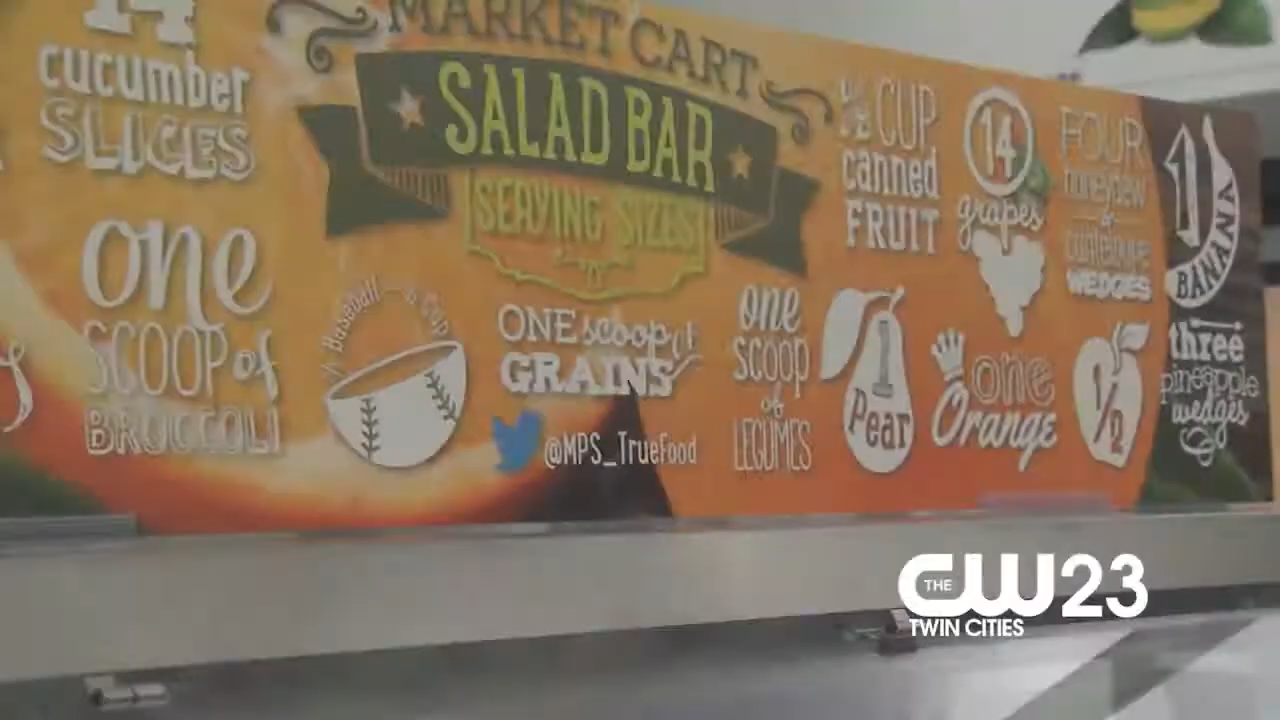 14
cucumber
SLICES
one
SCOOP of
BROCCOLI
MARKET CART
SALAD BAR
SERVING SIZES
Baseball – ½ Cup
ONE scoop of
GRAINS
@MPS_TrueFood
one
SCOOP
of
LEGUMES
½ CUP
canned
FRUIT
14
grapes
FOUR
honeydew
&
cantaloupe
WEDGES
1
BANANA
1
Pear
one
Orange
1/2
three
pineapple
wedges
THE CW 23
TWIN CITIES